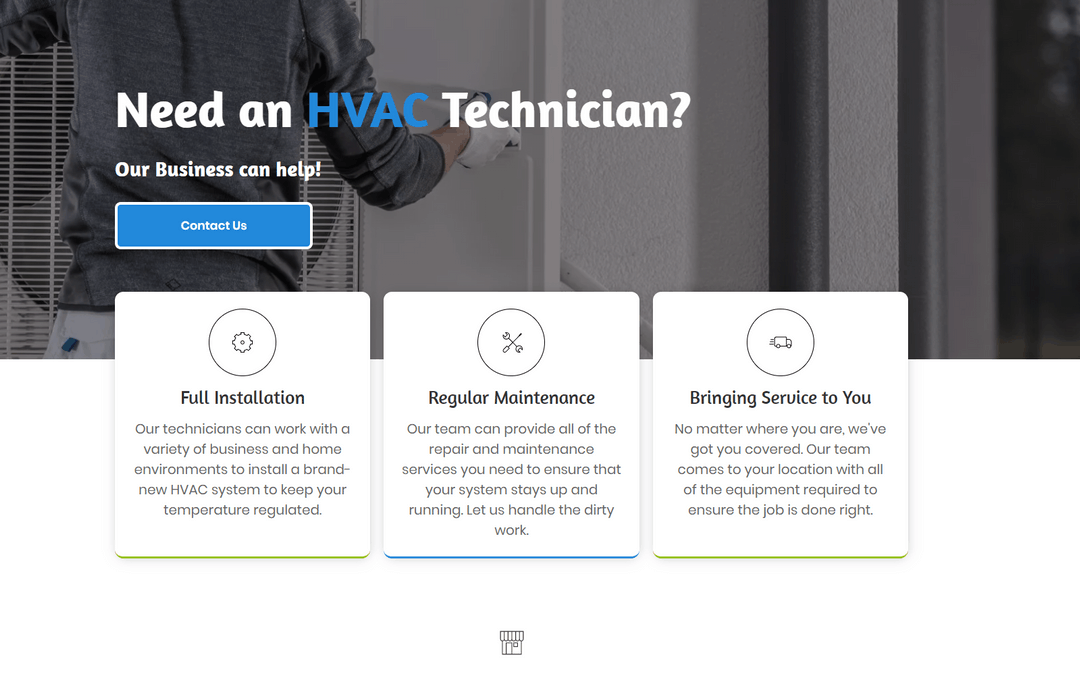 Need an HVAC Technician?
Our Business can help!
Contact Us
Full Installation
Our technicians can work with a
variety of business and home
environments to install a brand-
new HVAC system to keep your
temperature regulated.
Regular Maintenance
Our team can provide all of the
repair and maintenance
services you need to ensure that
your system stays up and
running. Let us handle the dirty
work.
Bringing Service to You
No matter where you are, we've
got you covered. Our team
comes to your location with all
of the equipment required to
ensure the job is done right.